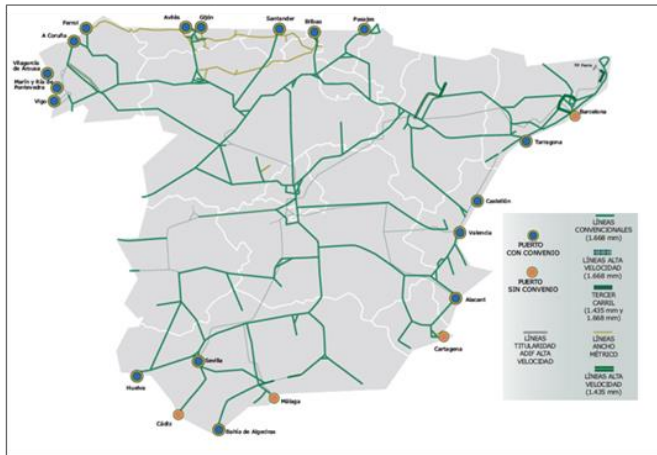 Ferrol
Avilés
Gijón
Santander
Bilbao
Pasajes
A Coruña
Vilagarcía
de Arousa
Marín y Ría de
Pontevedra
Vigo
Barcelona
Tarragona
Castellón
Valencia
Alacant
Cartagena
Sevilla
Huelva
Málaga
Cádiz
Bahía de Algeciras
PUERTO
CON CONVENIO
PUERTO
SIN CONVENIO
LÍNEAS
TITULARIDAD
ADIF ALTA
VELOCIDAD
LÍNEAS
CONVENCIONALES
(1.668 mm)
LÍNEAS ALTA
VELOCIDAD
(1.668 mm)
TERCER
CARRIL
(1.435 mm y
1.668 mm)
LÍNEAS
ANCHO
MÉTRICO
LÍNEAS ALTA
VELOCIDAD
(1.435 mm)